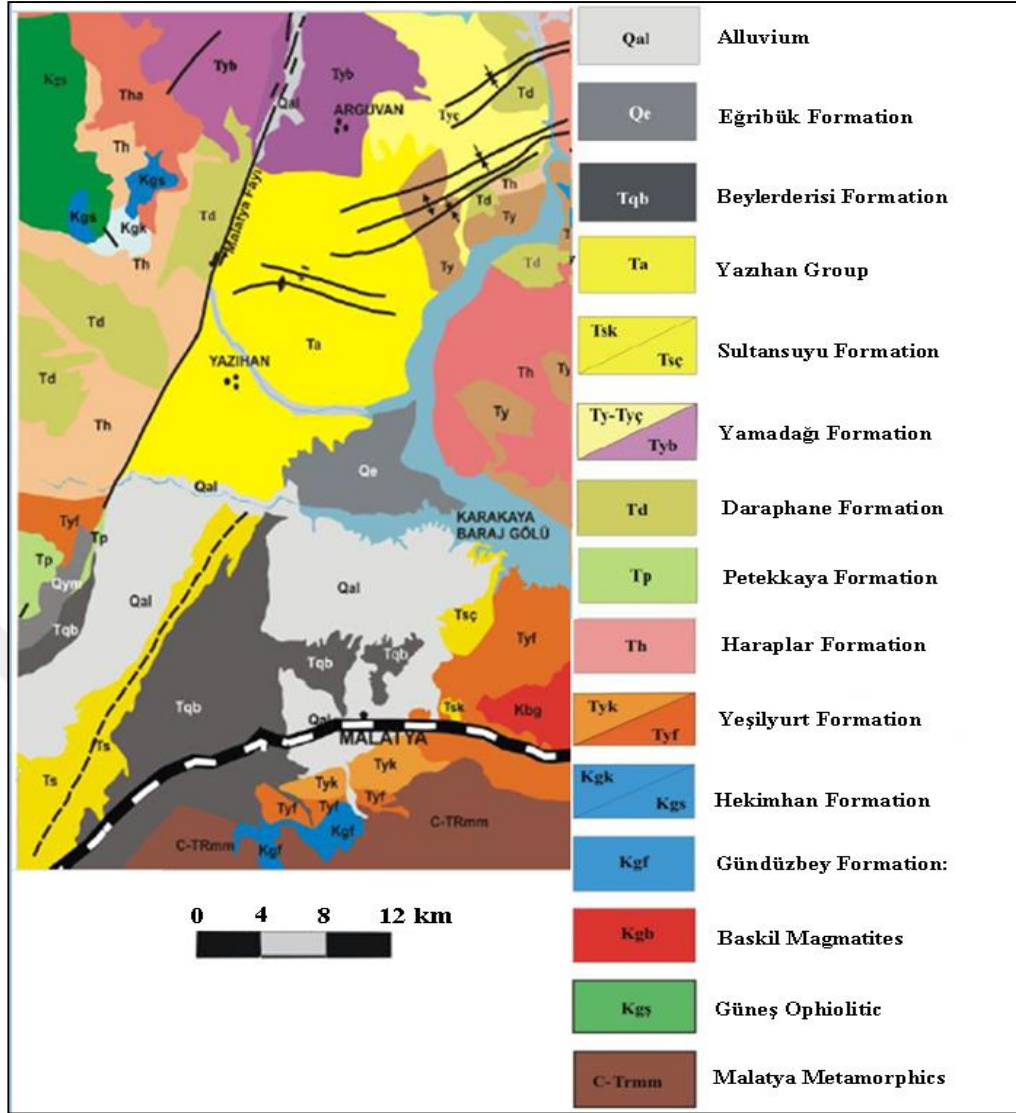 Kgs
Tha
Tyb
Tyb
Qal
ARGUVAN
Tyç
Td
Th
Kgs
Kgs
Kgk
Th
Td
Malatya Fayı
Th
Td
Ty
Ty
Td
Td
Ta
YAZIHAN
Td
Th
Th
Ty
Ty
Qal
Qe
KARAKAYA
BARAJ GÖLÜ
Tyf
Tp
Tp
Qym
Tqb
Qal
Qal
Tsç
Tyf
Tqb
Tqb
Tqb
Tsk
Kbg
Qal
MALATYA
Ts
Ts
Tyk
Tyk
Tyf
Tyf
Tyf
Kgf
Kgf
C-TRmm
C-TRmm
0 4 8 12 km
Qal Alluvium
Qe Eğribük Formation
Tqb Beylerderisi Formation
Ta Yazıhan Group
Tsk Tsç Sultansuyu Formation
Ty-Tyç Tyb Yamadağı Formation
Td Daraphane Formation
Tp Petekkaya Formation
Th Haraplar Formation
Tyk Tyf Yeşilyurt Formation
Kgk Kgs Hekimhan Formation
Kgf Gündüzbey Formation:
Kgb Baskil Magmatites
Kgş Güneş Ophiolitic
C-Trmm Malatya Metamorphics